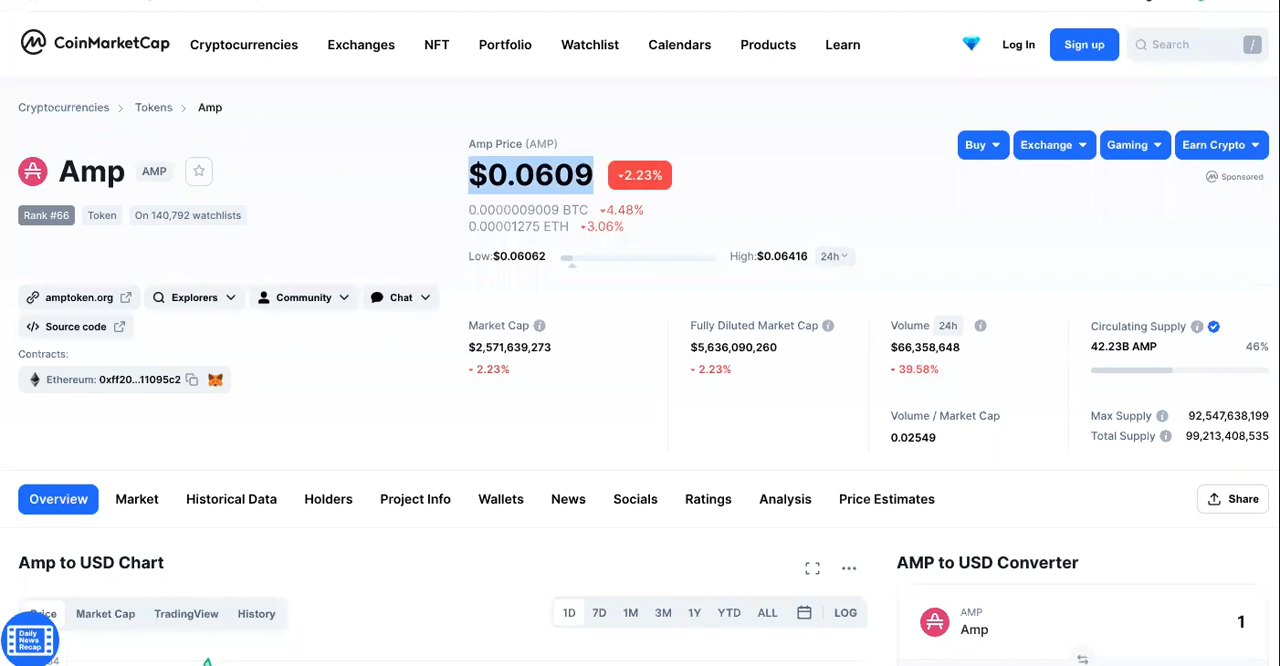 CoinMarketCap Cryptocurrencies Exchanges NFT Portfolio Watchlist Calendars Products Learn Log In Sign up Search /
Cryptocurrencies > Tokens > Amp
Amp AMP
Rank #66 Token On 140,792 watchlists
amptoken.org Explorers Community Chat
Source code
Contracts:
Ethereum: 0xff20...11095c2
Amp Price (AMP)
$0.0609 2.23%
0.0000009009 BTC 4.48%
0.00001275 ETH 3.06%
Low:$0.06062 High:$0.06416 24h
Buy Exchange Gaming Earn Crypto
Sponsored
Market Cap
$2,571,639,273
2.23%
Fully Diluted Market Cap
$5,636,090,260
2.23%
Volume 24h
$66,358,648
39.58%
Volume / Market Cap
0.02549
Circulating Supply
42.23B AMP 46%
Max Supply 92,547,638,199
Total Supply 99,213,408,535
Overview Market Historical Data Holders Project Info Wallets News Socials Ratings Analysis Price Estimates Share
Amp to USD Chart
Market Cap TradingView History 1D 7D 1M 3M 1Y YTD ALL LOG
Daily
News
Recap
AMP to USD Converter
AMP
Amp 1